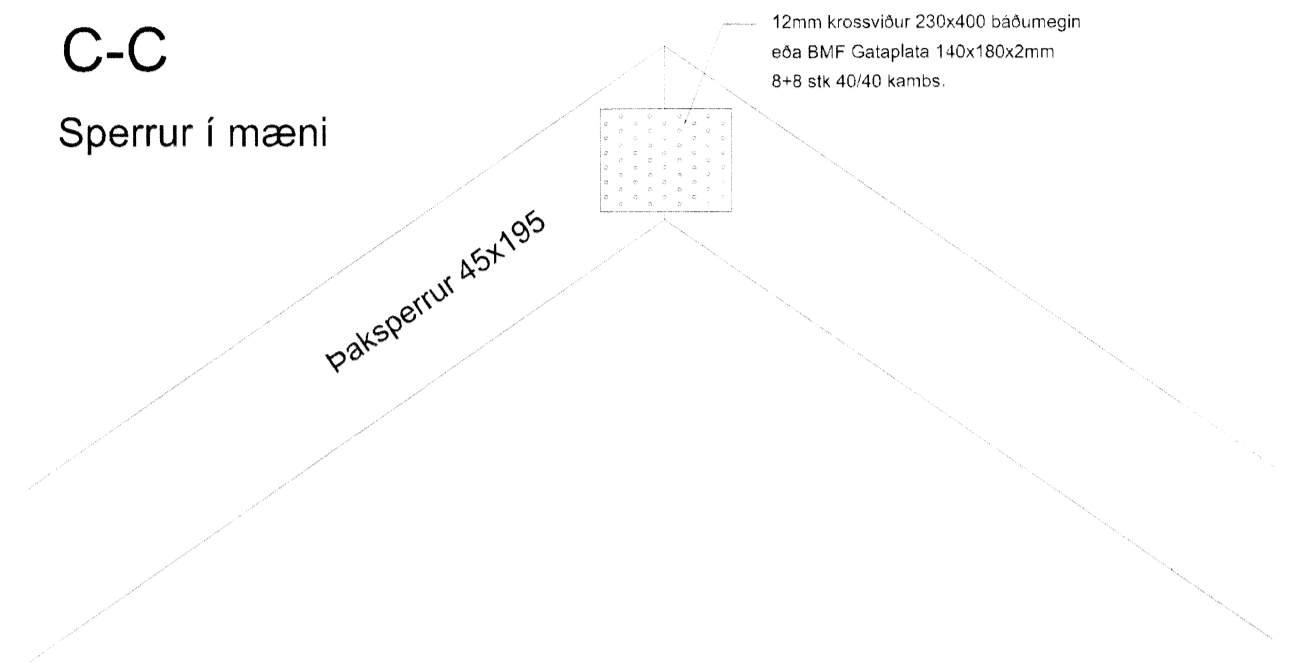 C-C
Sperrur í mæni
12mm krossviður 230x400 báðumegin
eða BMF Gataplata 140x180x2mm
8+8 stk 40/40 kambs.
Þaksperrur 45x195